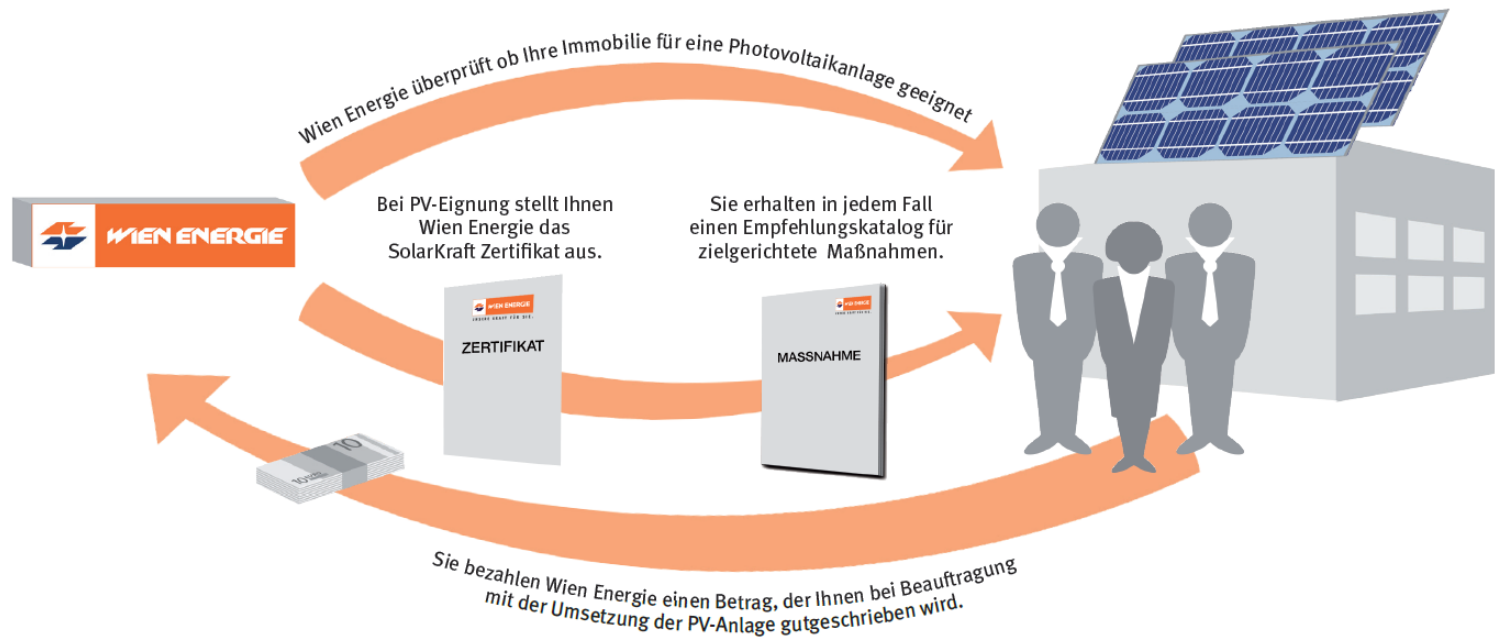 Wien Energie überprüft ob Ihre Immobilie für eine Photovoltaikanlage geeignet
WIEN ENERGIE
Bei PV-Eignung stellt Ihnen
Wien Energie das
SolarKraft Zertifikat aus.
Sie erhalten in jedem Fall
einen Empfehlungskatalog für
zielgerichtete Maßnahmen.
WIEN ENERGIE
ZERTIFIKAT
WIEN ENERGIE
MASSNAHME
10
10
Sie bezahlen Wien Energie einen Betrag, der Ihnen bei Beauftragung
mit der Umsetzung der PV-Anlage gutgeschrieben wird.